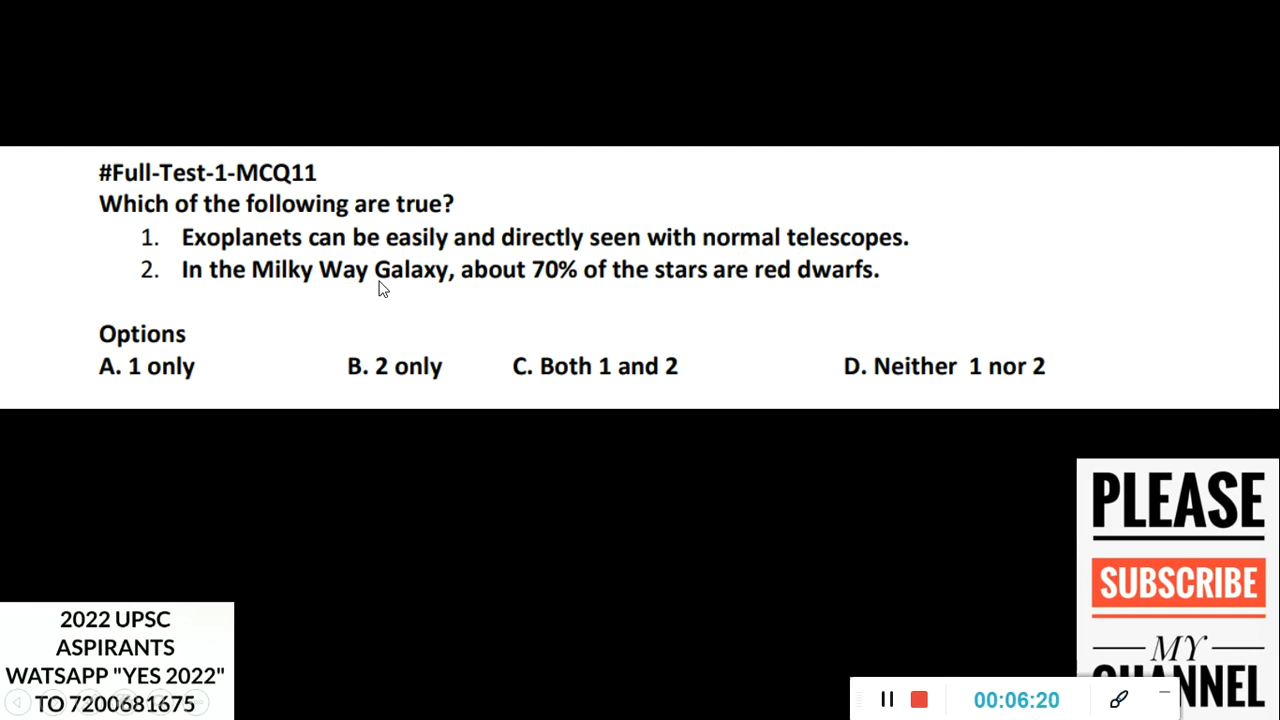 #Full-Test-1-MCQ11
Which of the following are true?
1. Exoplanets can be easily and directly seen with normal telescopes.
2. In the Milky Way Galaxy, about 70% of the stars are red dwarfs.
Options
A. 1 only B. 2 only C. Both 1 and 2 D. Neither 1 nor 2
PLEASE
SUBSCRIBE
MY
CHANNEL
2022 UPSC
ASPIRANTS
WATSAPP "YES 2022"
TO 7200681675
00:06:20